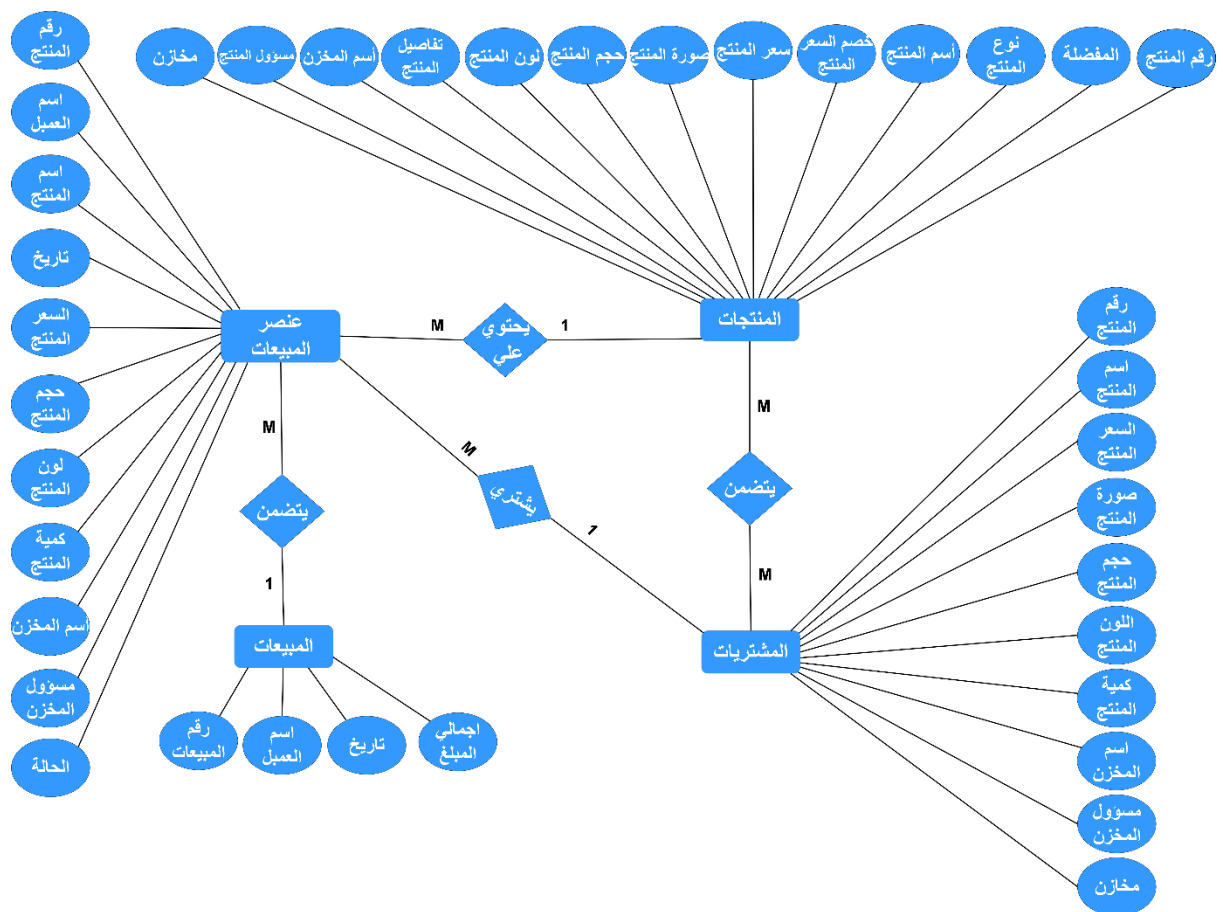 رقم
المنتج
اسم
العميل
اسم
المنتج
تاريخ
السعر
المنتج
حجم
المنتج
لون
المنتج
كمية
المنتج
أسم المخزن
مسؤول
المخزن
الحالة
مخازن
مسؤول المنتج
أسم المخزن
تفاصيل
المنتج
لون المنتج
حجم المنتج
صورة المنتج
سعر المنتج
خصم السعر
المنتج
أسم المنتج
نوع
المنتج
المفضلة
رقم المنتج
عنصر
المبيعات
M
يحتوي
علي
1
المنتجات
M
يتضمن
1
M
يشتري
1
M
يتضمن
M
المبيعات
رقم
المبيعات
اسم
العميل
تاريخ
اجمالي
المبلغ
المشتريات
رقم
المنتج
اسم
المنتج
السعر
المنتج
صورة
المنتج
حجم
المنتج
اللون
المنتج
كمية
المنتج
اسم
المخزن
مسؤول
المخزن
مخازن